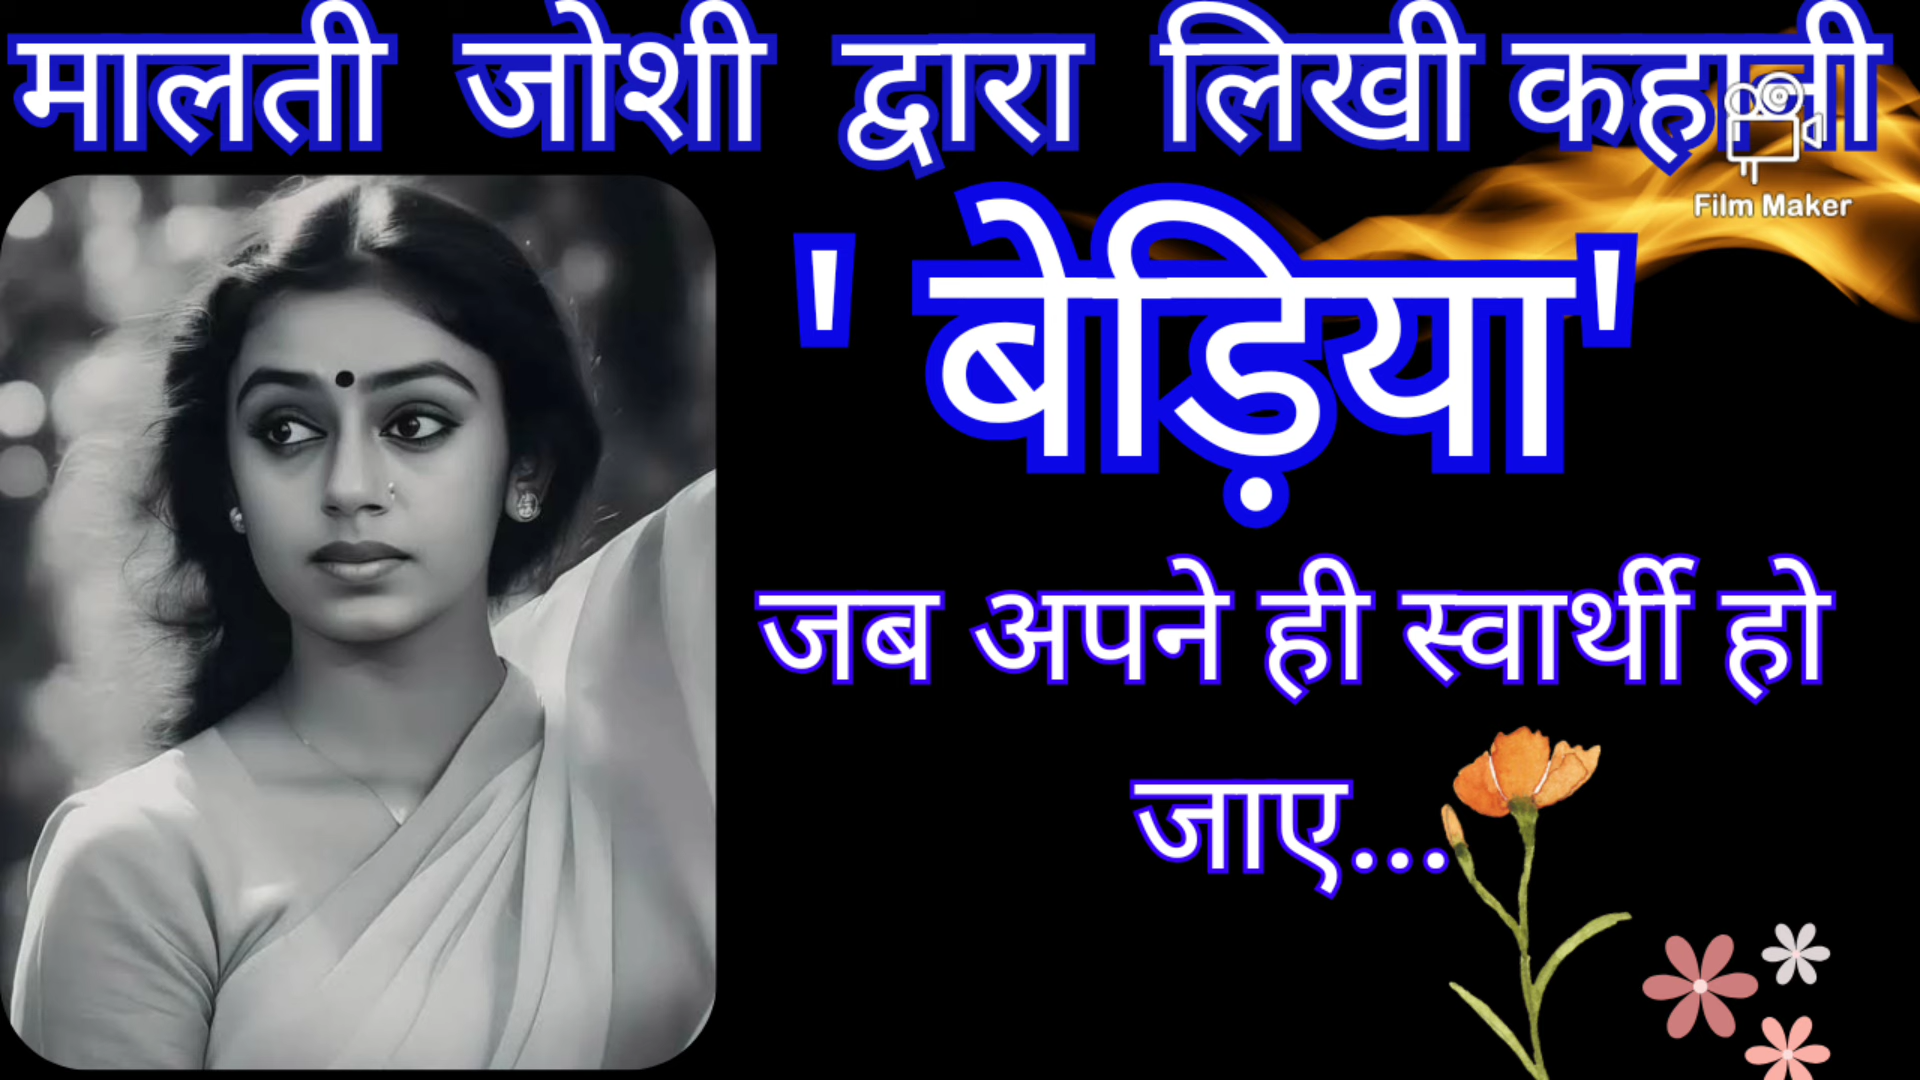 मालती जोशी द्वारा लिखी कहानी
Film Maker
' बेड़िया'
जब अपने ही स्वार्थी हो
जाए...